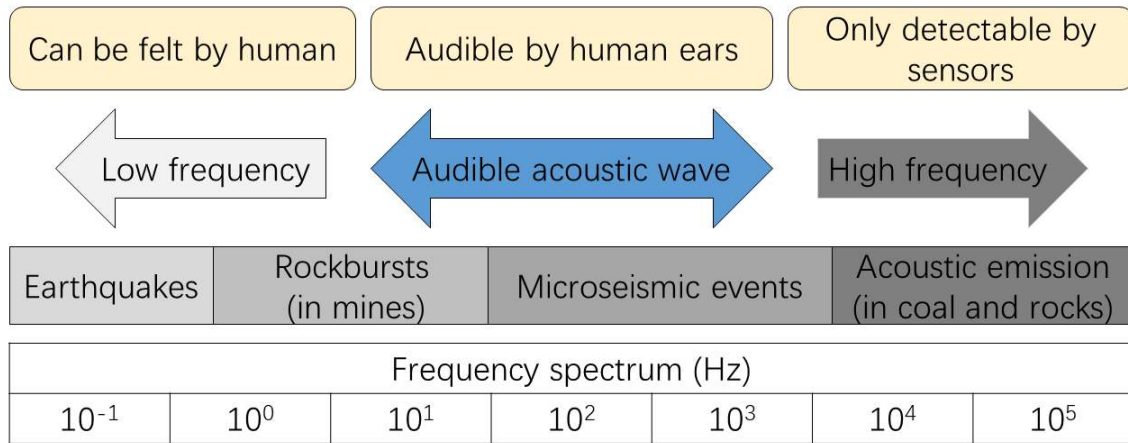 Can be felt by human
Audible by human ears
Only detectable by
sensors
Low frequency
Audible acoustic wave
High frequency
Earthquakes
Rockbursts
(in mines)
Microseismic events
Acoustic emission
(in coal and rocks)
Frequency spectrum (Hz)
10⁻¹ 10⁰ 10¹ 10² 10³ 10⁴ 10⁵